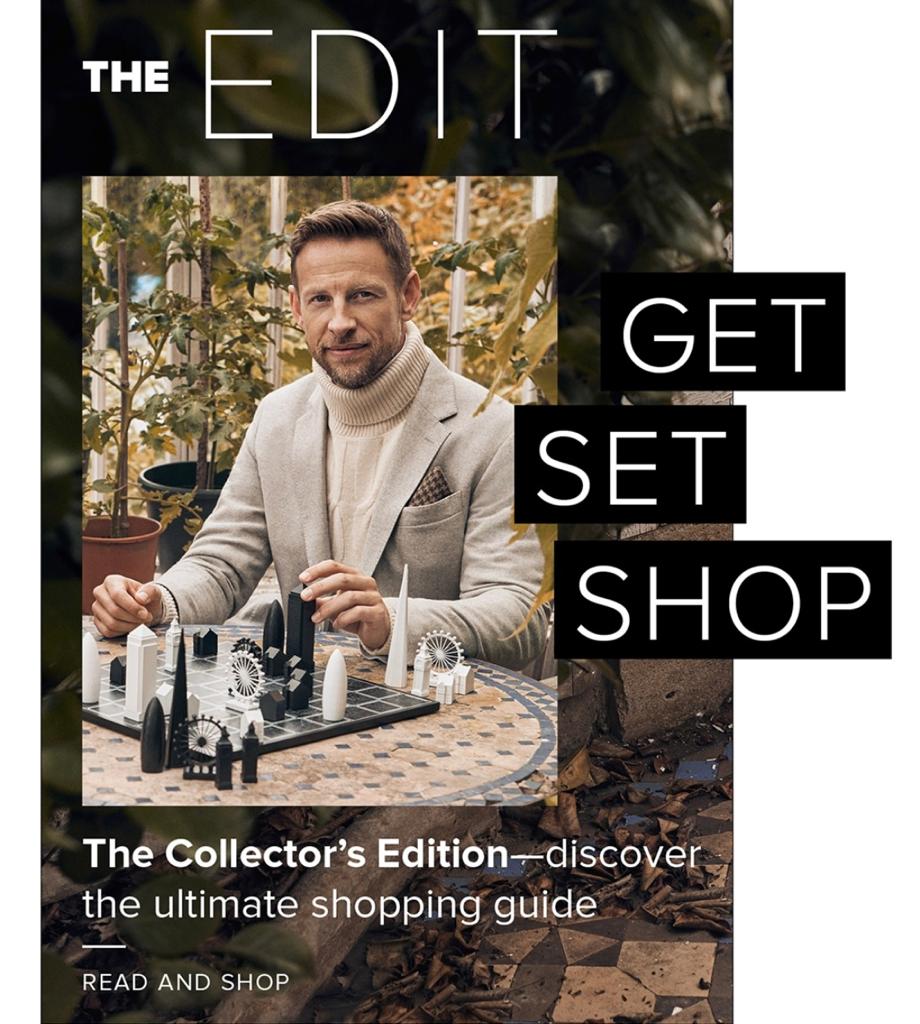 THE EDIT
GET
SET
SHOP
The Collector's Edition—discover
the ultimate shopping guide
READ AND SHOP